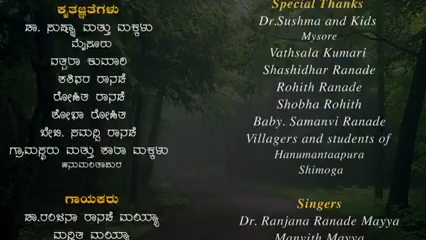 ಕೃತಜ್ಞತೆಗಳು
ಡಾ. ಸುಷ್ಮಾ ಮತ್ತು ಮಕ್ಕಳು
ಮೈಸೂರು
ವತ್ಸಲಾ ಕುಮಾರಿ
ಶಶಿಧರ ರಾನಡೆ
ರೋಹಿತ ರಾನಡೆ
ಶೋಭಾ ರೋಹಿತ
ಬೇಬಿ. ಸಮನ್ವಿ ರಾನಡೆ
ಗ್ರಾಮಸ್ಥರು ಮತ್ತು ಶಾಲಾ ಮಕ್ಕಳು
ಹನುಮಂತಾಪುರ
ಗಾಯಕರು
ಡಾ.ರಂಜನಾ ರಾನಡೆ ಮಯ್ಯಾ
ಮನ್ವಿತ ಮಯ್ಯಾ
Special Thanks
Dr.Sushma and Kids
Mysore
Vathsala Kumari
Shashidhar Ranade
Rohith Ranade
Shobha Rohith
Baby. Samanvi Ranade
Villagers and students of
Hanumantaapura
Shimoga
Singers
Dr. Ranjana Ranade Mayya
Manvith Mayya